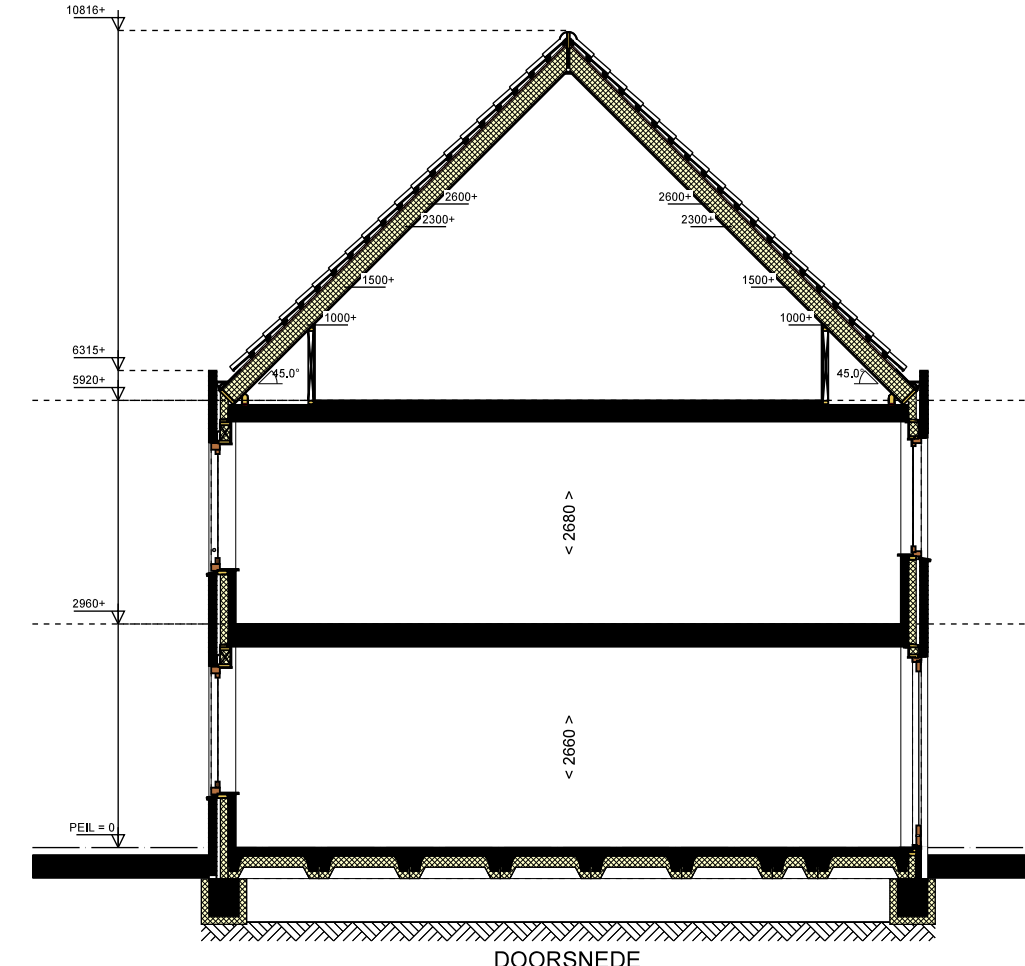 10816+
2600+ 2600+
2300+ 2300+
1500+ 1500+
1000+ 1000+
6315+
45.0° 45.0°
5920+
< 2680 >
2960+
< 2660 >
PEIL = 0
DOORSNEDE